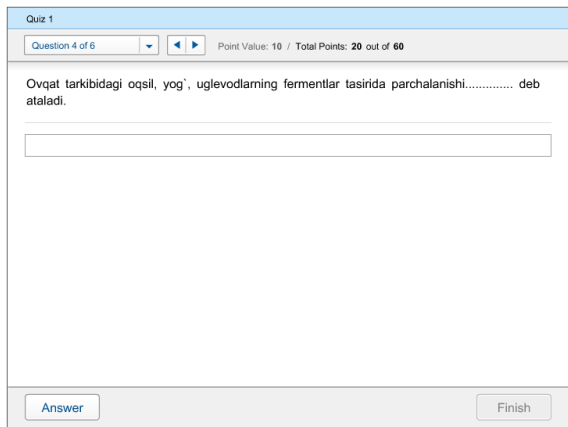 Quiz 1
Question 4 of 6
Point Value: 10 / Total Points: 20 out of 60
Ovqat tarkibidagi oqsil, yog`, uglevodlarning fermentlar tasirida parchalanishi.............. deb
ataladi.
Answer
Finish